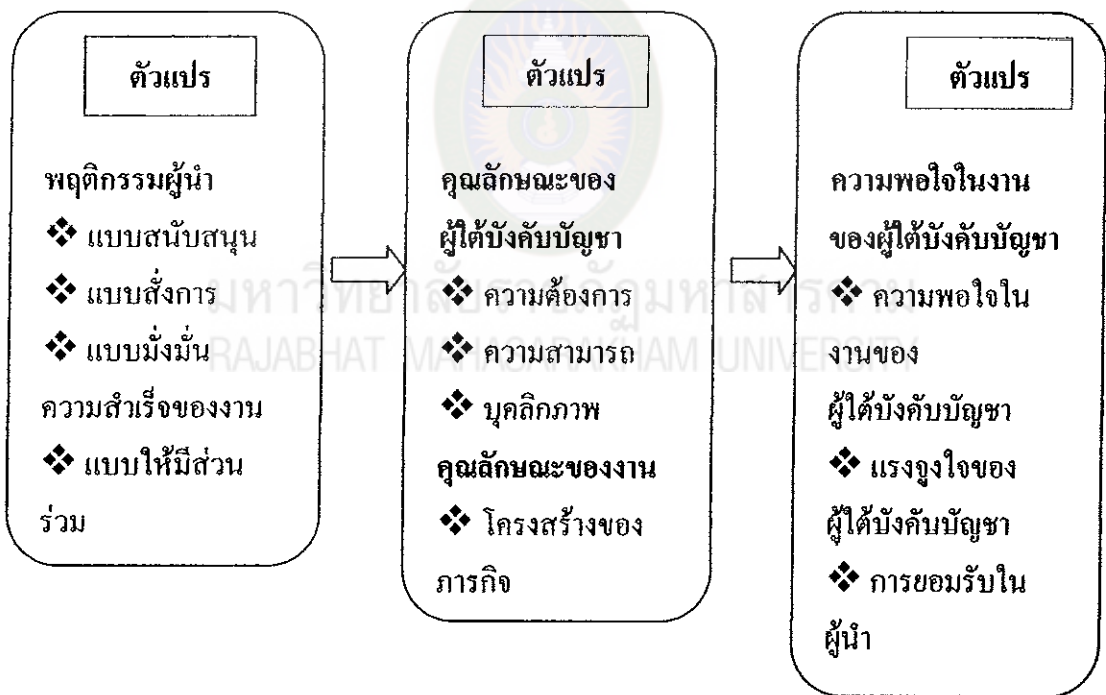 ตัวแปร
พฤติกรรมผู้นำ
❖ แบบสนับสนุน
❖ แบบสั่งการ
❖ แบบมั่งมั่น
ความสำเร็จของงาน
❖ แบบให้มีส่วน
ร่วม
ตัวแปร
คุณลักษณะของ
ผู้ใต้บังคับบัญชา
❖ ความต้องการ
❖ ความสามารถ
❖ บุคลิกภาพ
คุณลักษณะของงาน
❖ โครงสร้างของ
ภารกิจ
ตัวแปร
ความพอใจในงาน
ของผู้ใต้บังคับบัญชา
❖ ความพอใจใน
งานของ
ผู้ใต้บังคับบัญชา
❖ แรงจูงใจของ
ผู้ใต้บังคับบัญชา
❖ การยอมรับใน
ผู้นำ
มหาวิทยาลัยราชภัฏมหาสารคาม
RAJABHAT MAHASARAKHAM UNIVERSITY